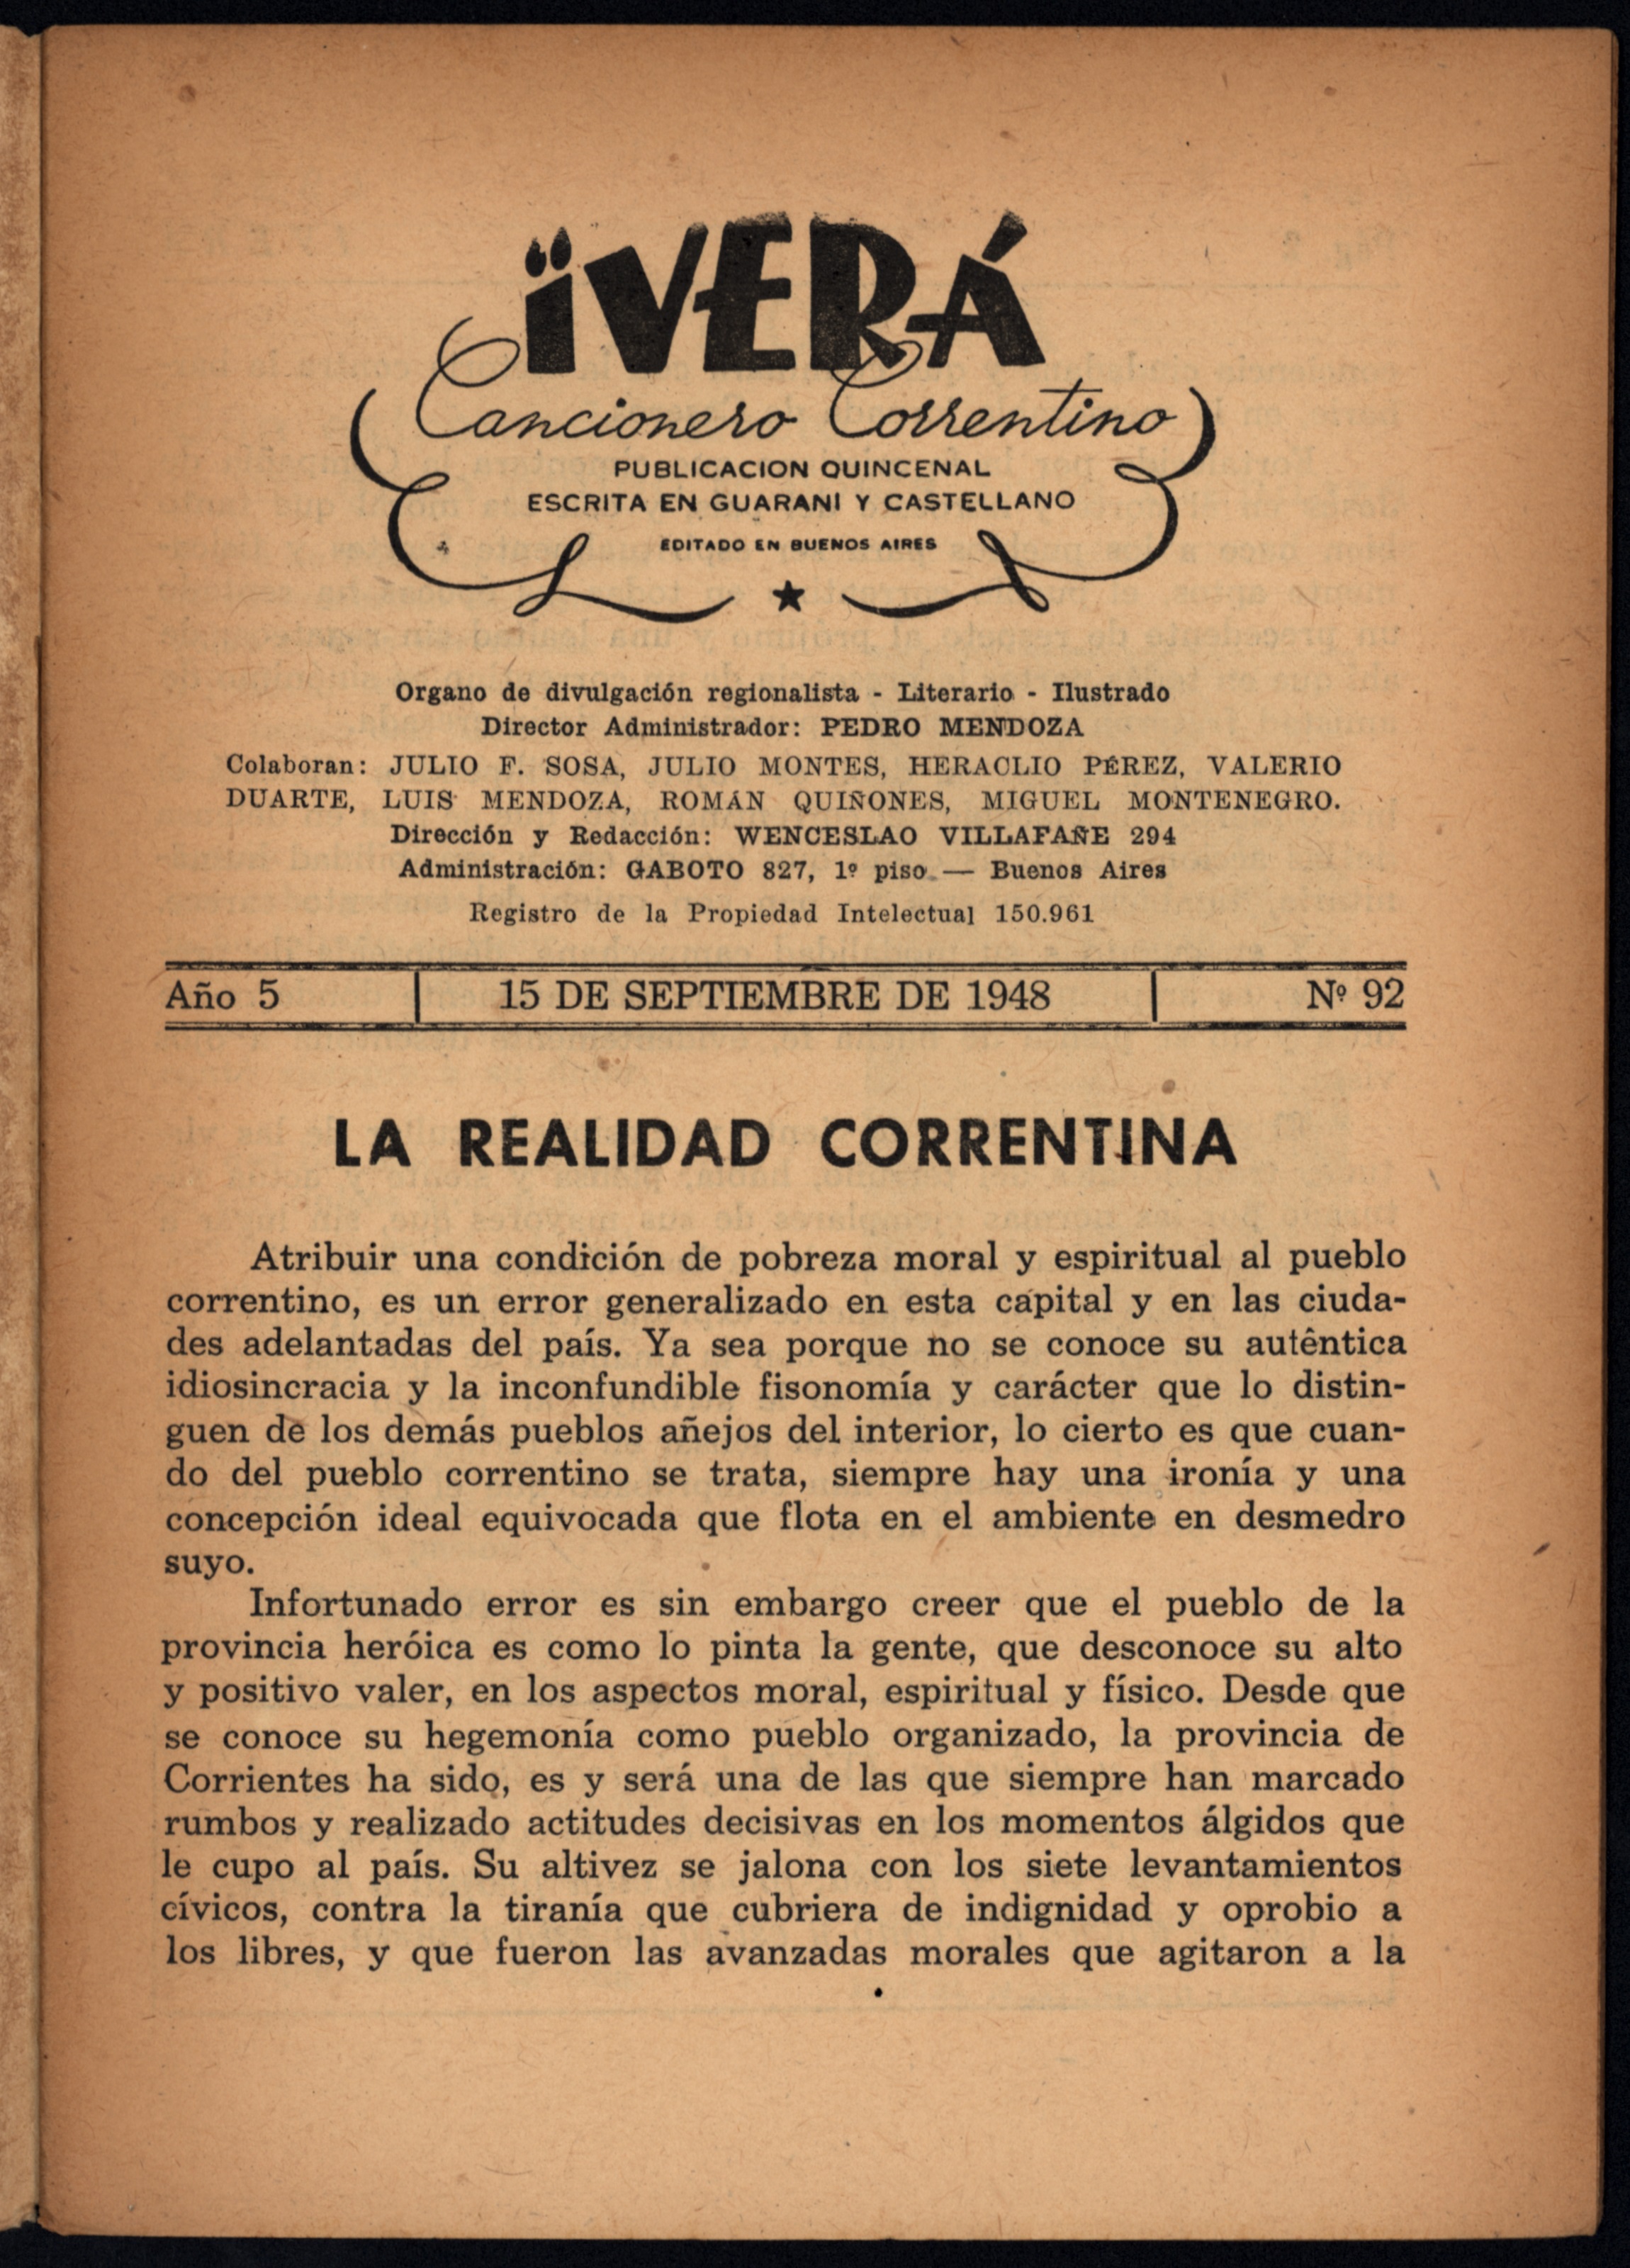 ÏVERÁ
Cancionero Correntino
PUBLICACION QUINCENAL
ESCRITA EN GUARANI Y CASTELLANO
EDITADO EN BUENOS AIRES
Organo de divulgación regionalista - Literario - Ilustrado
Director Administrador: PEDRO MENDOZA
Colaboran: JULIO F. SOSA, JULIO MONTES, HERACLIO PÉREZ, VALERIO
DUARTE, LUIS MENDOZA, ROMÁN QUIÑONES, MIGUEL MONTENEGRO.
Dirección y Redacción: WENCESLAO VILLAFAÑE 294
Administración: GABOTO 827, 1º piso — Buenos Aires
Registro de la Propiedad Intelectual 150.961
Año 5 | 15 DE SEPTIEMBRE DE 1948 | Nº 92
LA REALIDAD CORRENTINA
Atribuir una condición de pobreza moral y espiritual al pueblo
correntino, es un error generalizado en esta capital y en las ciuda-
des adelantadas del país. Ya sea porque no se conoce su autêntica
idiosincracia y la inconfundible fisonomía y carácter que lo distin-
guen de los demás pueblos añejos del interior, lo cierto es que cuan-
do del pueblo correntino se trata, siempre hay una ironía y una
concepción ideal equivocada que flota en el ambiente en desmedro
suyo.
Infortunado error es sin embargo creer que el pueblo de la
provincia heróica es como lo pinta la gente, que desconoce su alto
y positivo valer, en los aspectos moral, espiritual y físico. Desde que
se conoce su hegemonía como pueblo organizado, la provincia de
Corrientes ha sido, es y será una de las que siempre han marcado
rumbos y realizado actitudes decisivas en los momentos álgidos que
le cupo al país. Su altivez se jalona con los siete levantamientos
cívicos, contra la tiranía que cubriera de indignidad y oprobio a
los libres, y que fueron las avanzadas morales que agitaron a la